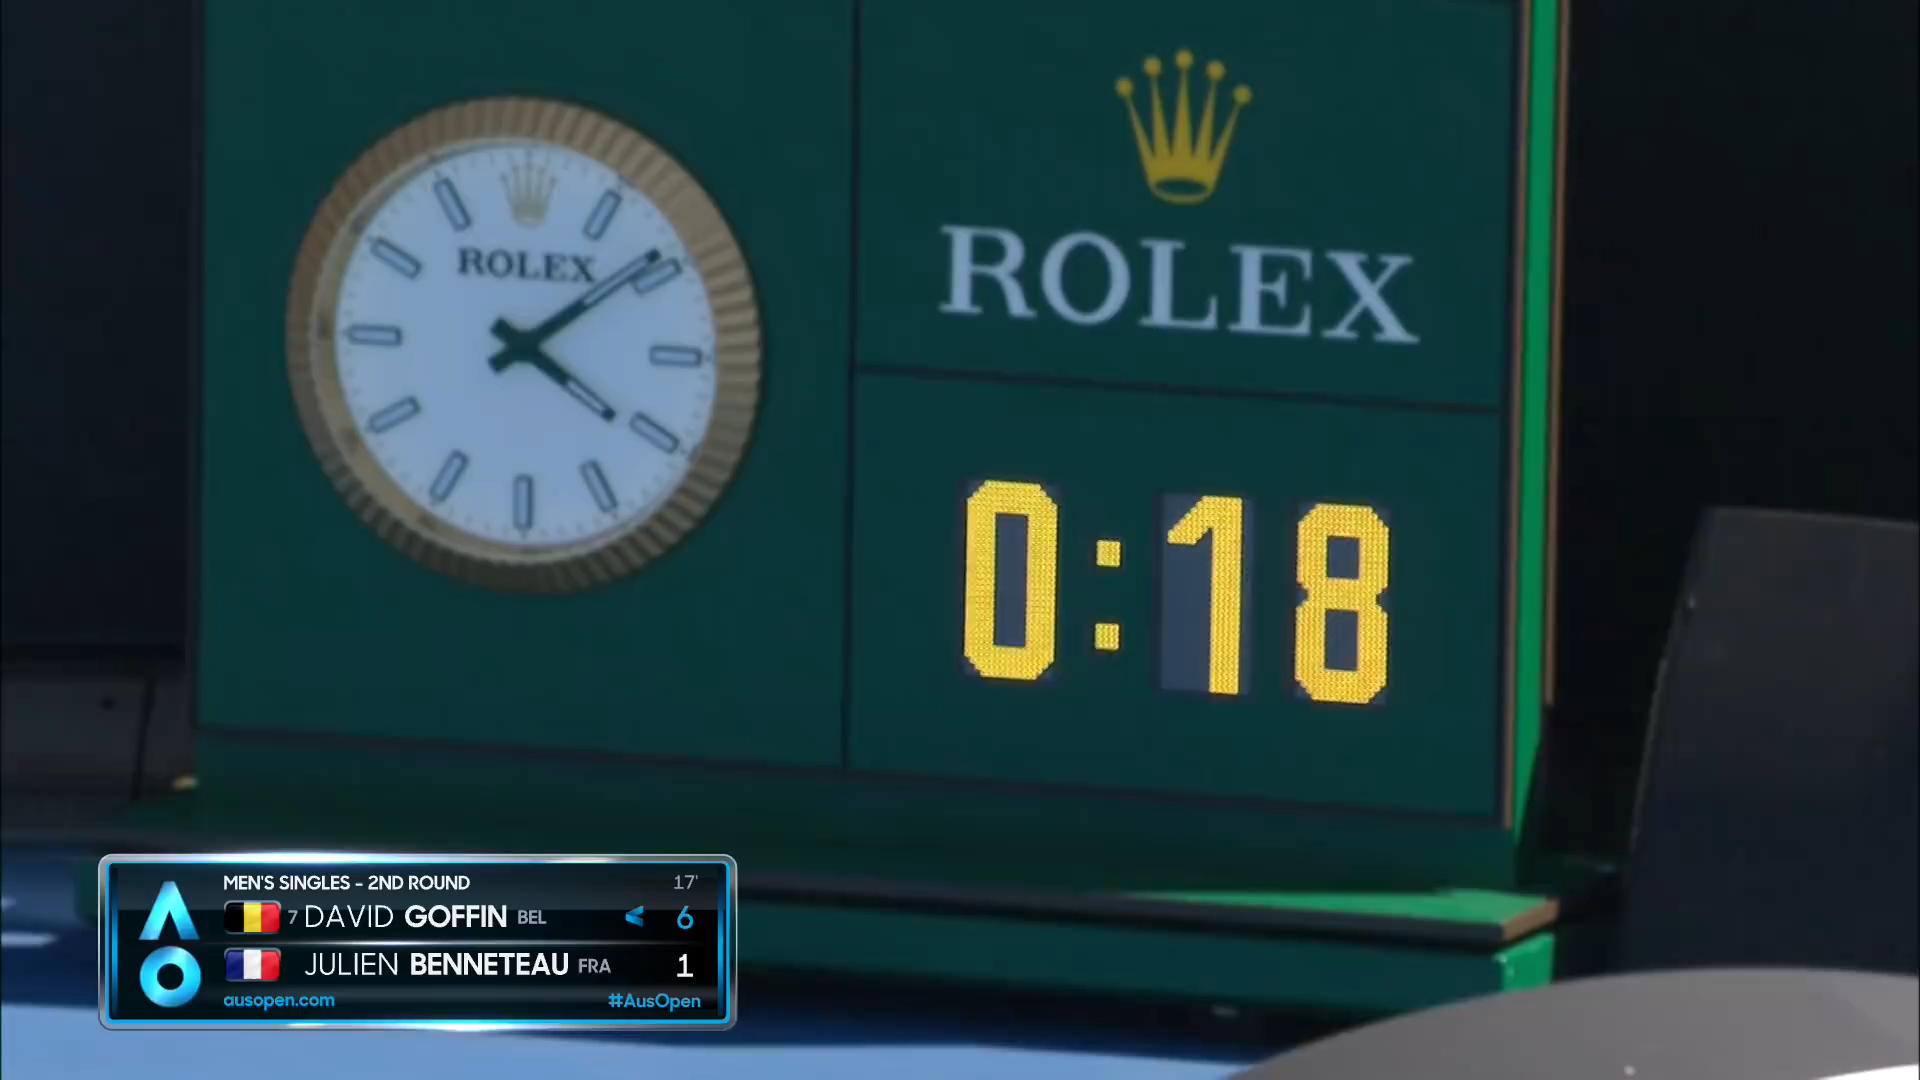 ROLEX
ROLEX
0:18
MEN'S SINGLES - 2ND ROUND 17'
7 DAVID GOFFIN BEL < 6
JULIEN BENNETEAU FRA 1
ausopen.com #AusOpen